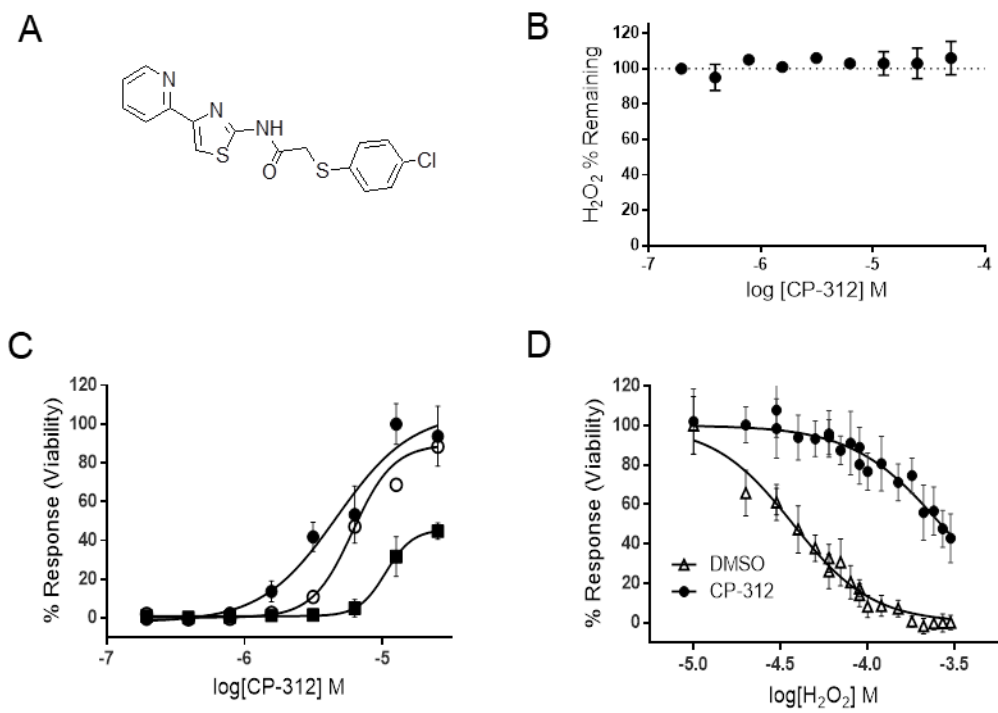 A
N
N
NH
S
O
S
Cl
B
H₂O₂ % Remaining
120
100
80
60
40
20
0
-7
-6
-5
-4
log [CP-312] M
C
% Response (Viability)
120
100
80
60
40
20
0
-7
-6
-5
log[CP-312] M
D
% Response (Viability)
120
100
80
60
40
20
0
DMSO
CP-312
-5.0
-4.5
-4.0
-3.5
log[H₂O₂] M